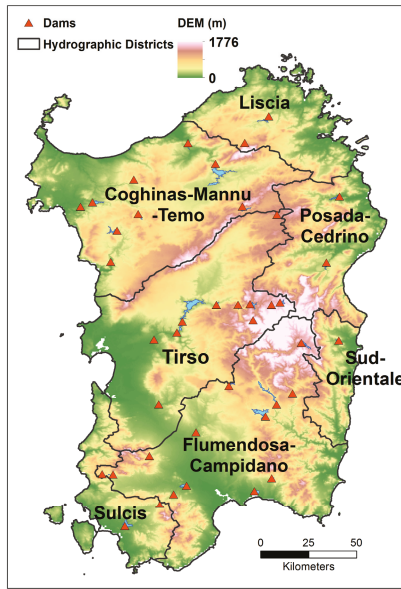 Dams
Hydrographic Districts
DEM (m)
1776
0
Liscia
Coghinas-Mannu
-Temo
Posada-
Cedrino
Tirso
Sud-
Orientale
Flumendosa-
Campidano
Sulcis
0 25 50
Kilometers